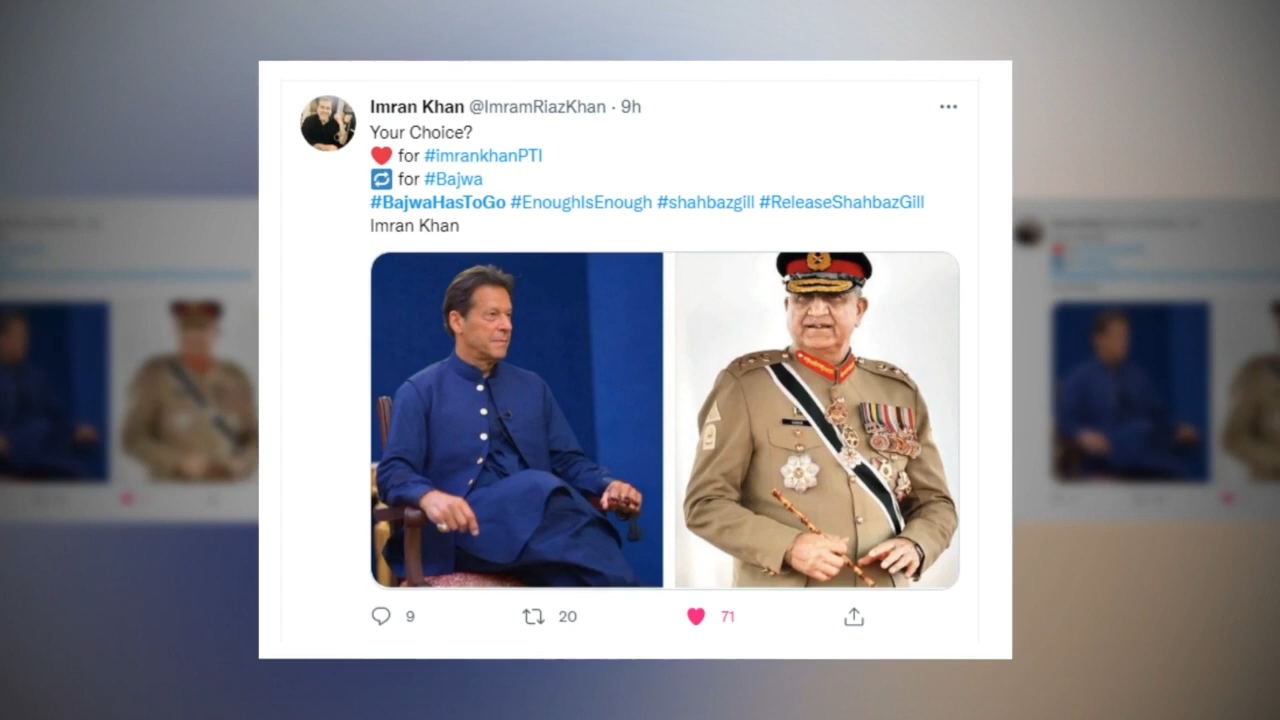 Imran Khan @ImramRiazKhan · 9h
Your Choice?
❤️ for #imrankhanPTI
🔁 for #Bajwa
#BajwaHasToGo #EnoughIsEnough #shahbazgill #ReleaseShahbazGill
Imran Khan
9 20 71